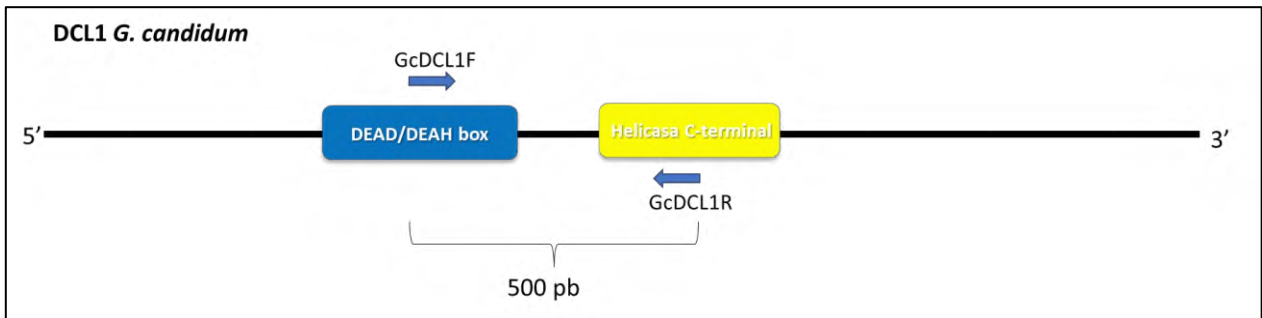 DCL1 G. candidum
GcDCL1F
5’
DEAD/DEAH box
Helicasa C-terminal
3’
GcDCL1R
500 pb